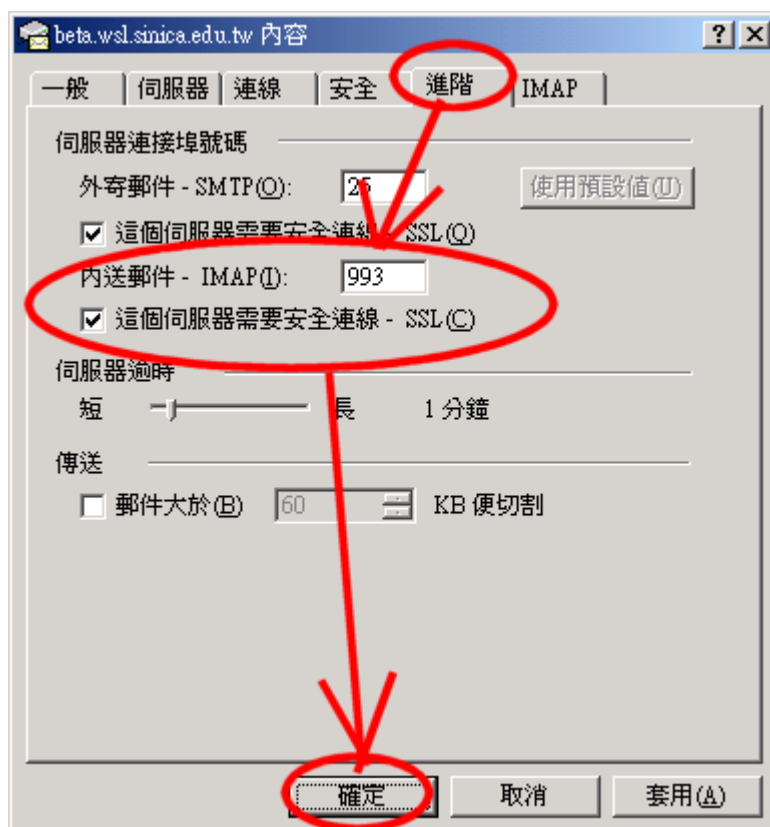 beta.wsl.sinica.edu.tw 內容
一般 伺服器 連線 安全 進階 IMAP
伺服器連接埠號碼
外寄郵件 - SMTP(O): 25 使用預設值(U)
這個伺服器需要安全連線 - SSL(Q)
內送郵件 - IMAP(I): 993
這個伺服器需要安全連線 - SSL(C)
伺服器逾時
短 長 1 分鐘
傳送
郵件大於(B) 60 KB 便切割
確定 取消 套用(A)